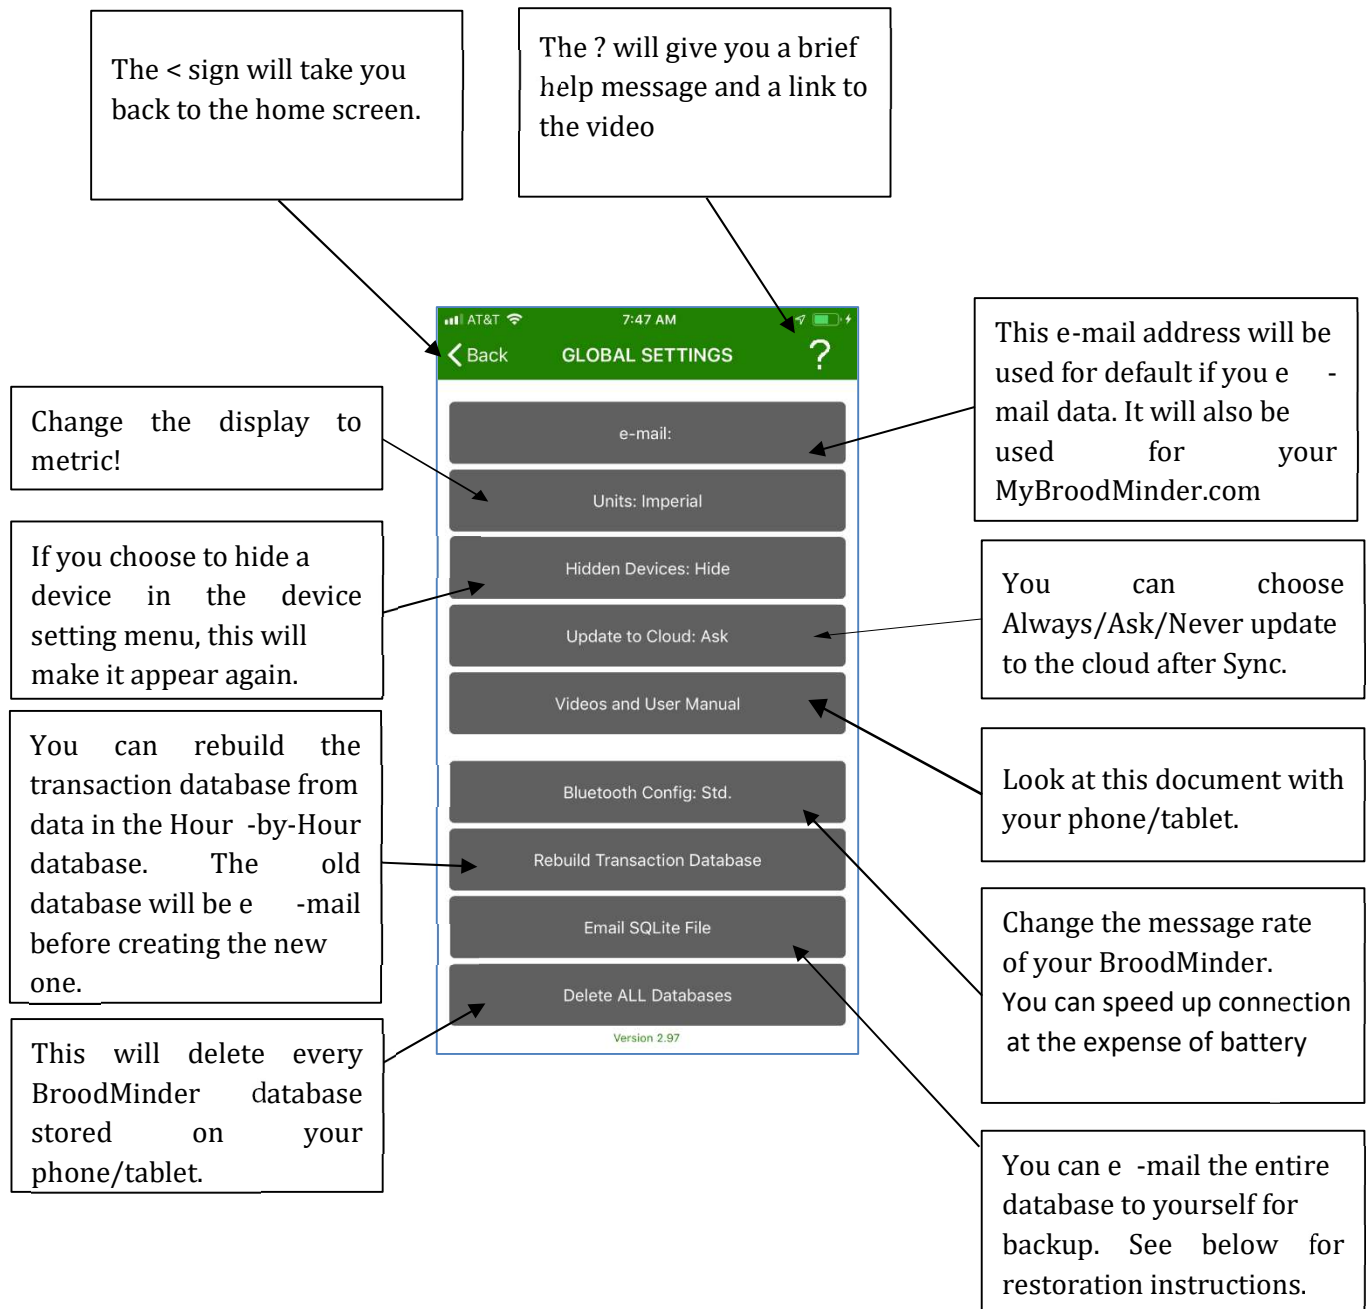 The < sign will take you
back to the home screen.
The ? will give you a brief
help message and a link to
the video
AT&T
7:47 AM
Back
GLOBAL SETTINGS
?
e-mail:
Units: Imperial
Hidden Devices: Hide
Update to Cloud: Ask
Videos and User Manual
Bluetooth Config: Std.
Rebuild Transaction Database
Email SQLite File
Delete ALL Databases
Version 2.97
Change the display to
metric!
If you choose to hide a
device in the device
setting menu, this will
make it appear again.
You can rebuild the
transaction database from
data in the Hour -by-Hour
database. The old
database will be e -mail
before creating the new
one.
This will delete every
BroodMinder database
stored on your
phone/tablet.
This e-mail address will be
used for default if you e -
mail data. It will also be
used for your
MyBroodMinder.com
You can choose
Always/Ask/Never update
to the cloud after Sync.
Look at this document with
your phone/tablet.
Change the message rate
of your BroodMinder.
You can speed up connection
at the expense of battery
You can e -mail the entire
database to yourself for
backup. See below for
restoration instructions.